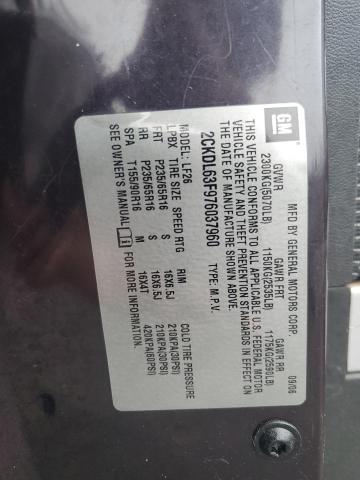 GM
MFD BY GENERAL MOTORS CORP. 09/06
GVWR GAWR FRT GAWR RR
2300KG(5070LB) 1150KG(2535LB) 1175KG(2590LB)
THIS VEHICLE CONFORMS TO ALL APPLICABLE U.S. FEDERAL MOTOR
VEHICLE SAFETY AND THEFT PREVENTION STANDARDS IN EFFECT ON
THE DATE OF MANUFACTURE SHOWN ABOVE.
2CKDL63F976037960 TYPE: M.P.V.
MODEL: LF26
LPBX TIRE SIZE SPEED RTG RIM COLD TIRE PRESSURE
FRT P235/65R16 S 16X6.5J 210KPA(30PSI)
RR P235/65R16 S 16X6.5J 210KPA(30PSI)
SPA T155/90R16 M 16X4T 420KPA(60PSI)
SEE OWNER'S MANUAL